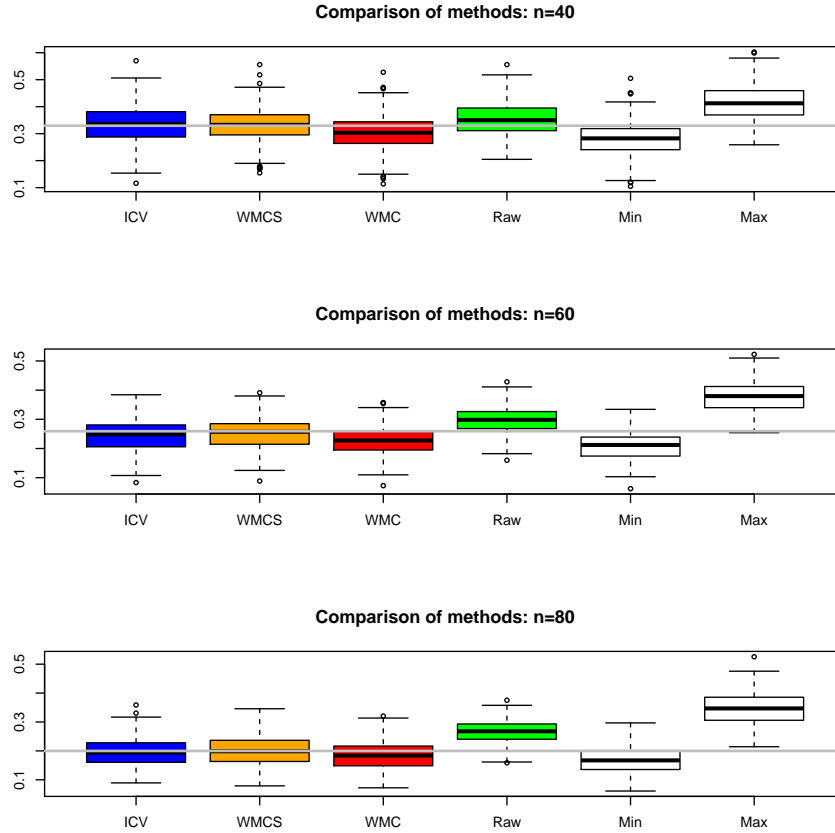 Comparison of methods: n=40
0.5
0.3
0.1
ICV WMCS WMC Raw Min Max
Comparison of methods: n=60
0.5
0.3
0.1
ICV WMCS WMC Raw Min Max
Comparison of methods: n=80
0.5
0.3
0.1
ICV WMCS WMC Raw Min Max